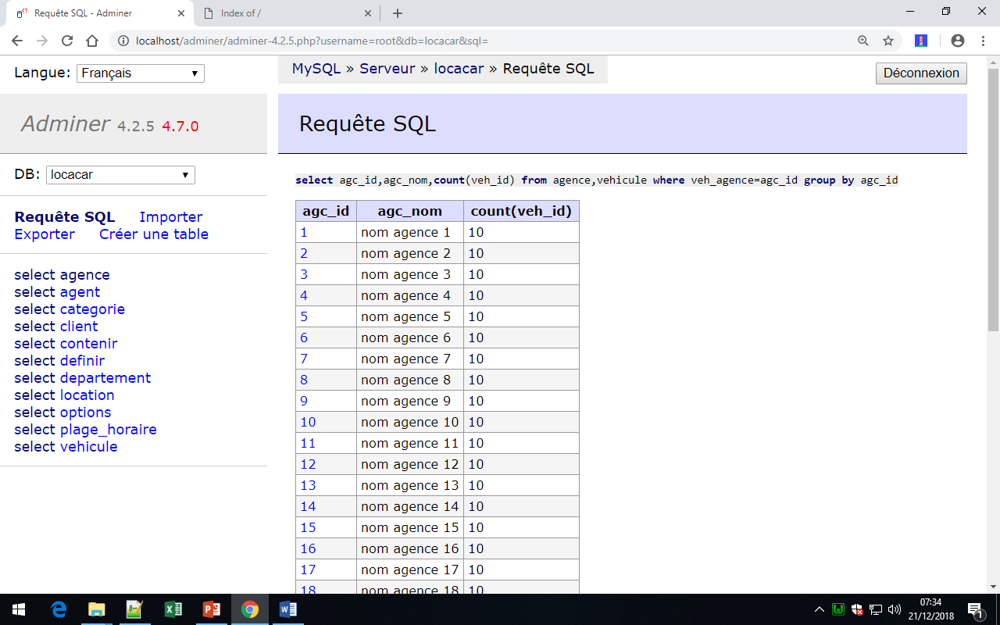 Requête SQL - Adminer
Index of /
localhost/adminer/adminer-4.2.5.php?username=root&db=locacar&sql=
Langue: Français
MySQL » Serveur » locacar » Requête SQL
Déconnexion
Adminer 4.2.5 4.7.0
Requête SQL
DB: locacar
Requête SQL Importer
Exporter Créer une table
select agence
select agent
select categorie
select client
select contenir
select definir
select departement
select location
select options
select plage_horaire
select vehicule
select agc_id,agc_nom,count(veh_id) from agence,vehicule where veh_agence=agc_id group by agc_id
agc_id agc_nom count(veh_id)
1 nom agence 1 10
2 nom agence 2 10
3 nom agence 3 10
4 nom agence 4 10
5 nom agence 5 10
6 nom agence 6 10
7 nom agence 7 10
8 nom agence 8 10
9 nom agence 9 10
10 nom agence 10 10
11 nom agence 11 10
12 nom agence 12 10
13 nom agence 13 10
14 nom agence 14 10
15 nom agence 15 10
16 nom agence 16 10
17 nom agence 17 10
18 nom agence 18 10
07:34
21/12/2018
1